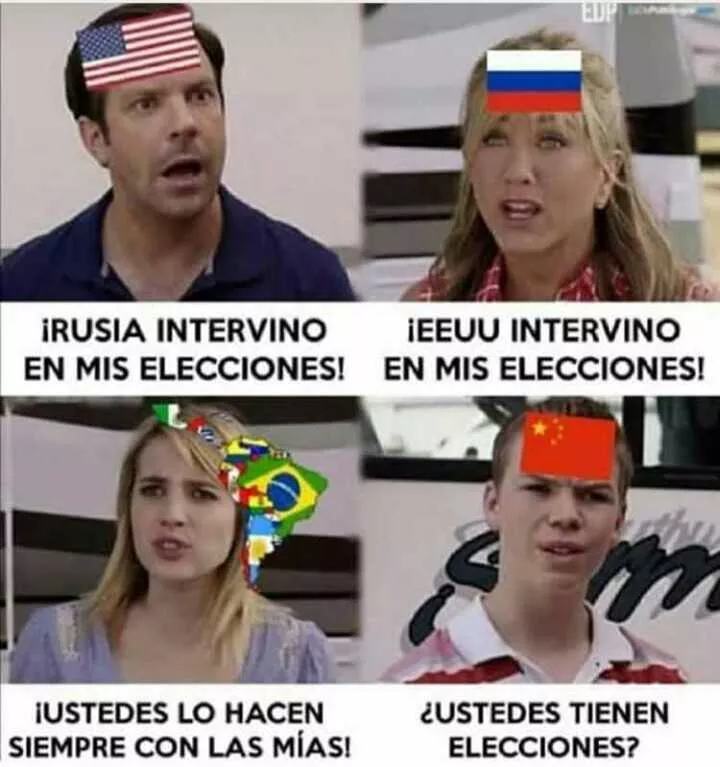 EDP
¡RUSIA INTERVINO
EN MIS ELECCIONES!
¡EEUU INTERVINO
EN MIS ELECCIONES!
¡USTEDES LO HACEN
SIEMPRE CON LAS MÍAS!
¿USTEDES TIENEN
ELECCIONES?